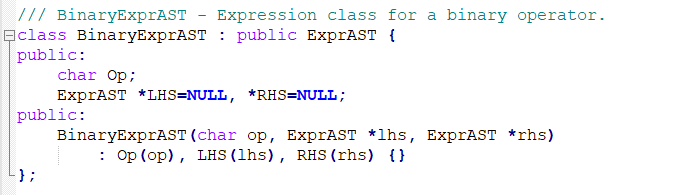 /// BinaryExprAST - Expression class for a binary operator.
class BinaryExprAST : public ExprAST {
public:
    char Op;
    ExprAST *LHS=NULL, *RHS=NULL;
public:
    BinaryExprAST(char op, ExprAST *lhs, ExprAST *rhs)
        : Op(op), LHS(lhs), RHS(rhs) {}
};